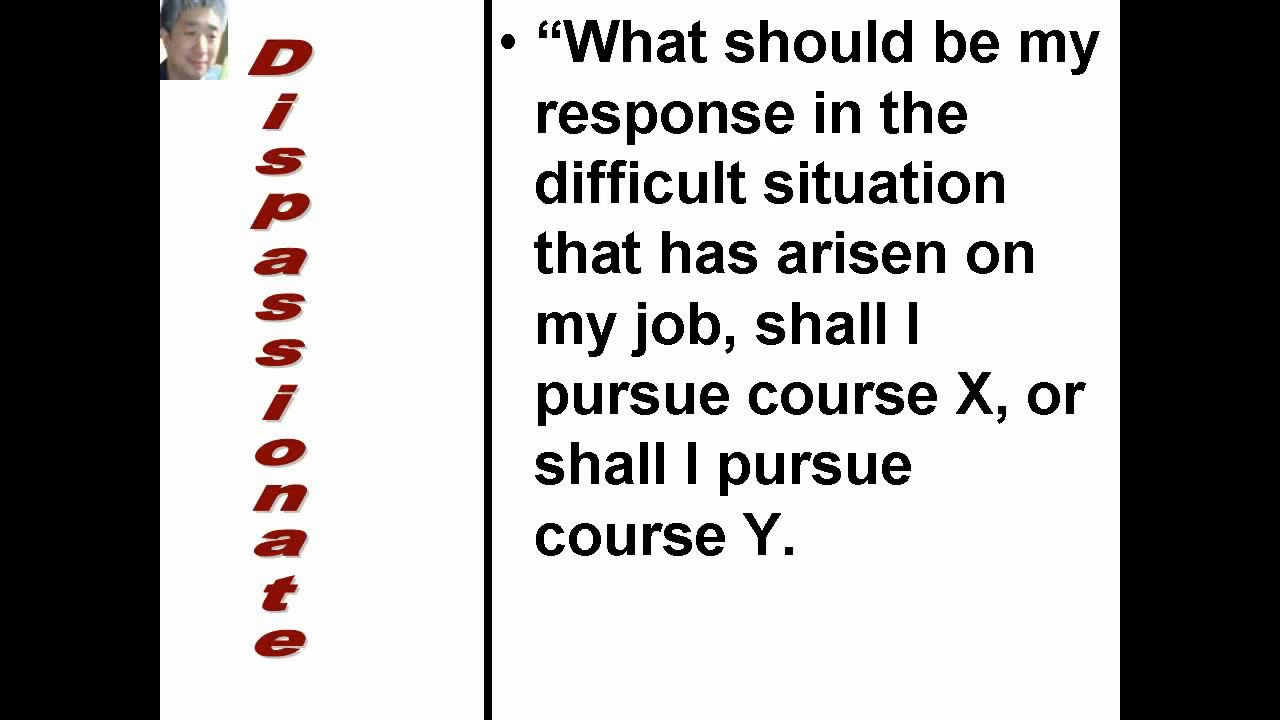 Dispassionate
• “What should be my
response in the
difficult situation
that has arisen on
my job, shall I
pursue course X, or
shall I pursue
course Y.